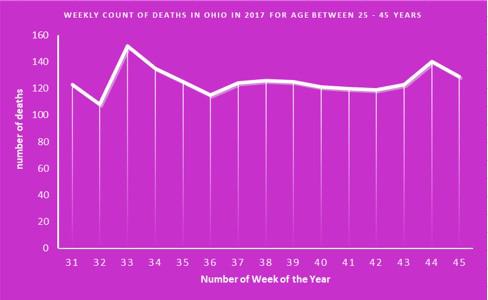 WEEKLY COUNT OF DEATHS IN OHIO IN 2017 FOR AGE BETWEEN 25 - 45 YEARS
160
140
120
100
80
60
40
20
0
number of deaths
31 32 33 34 35 36 37 38 39 40 41 42 43 44 45
Number of Week of the Year